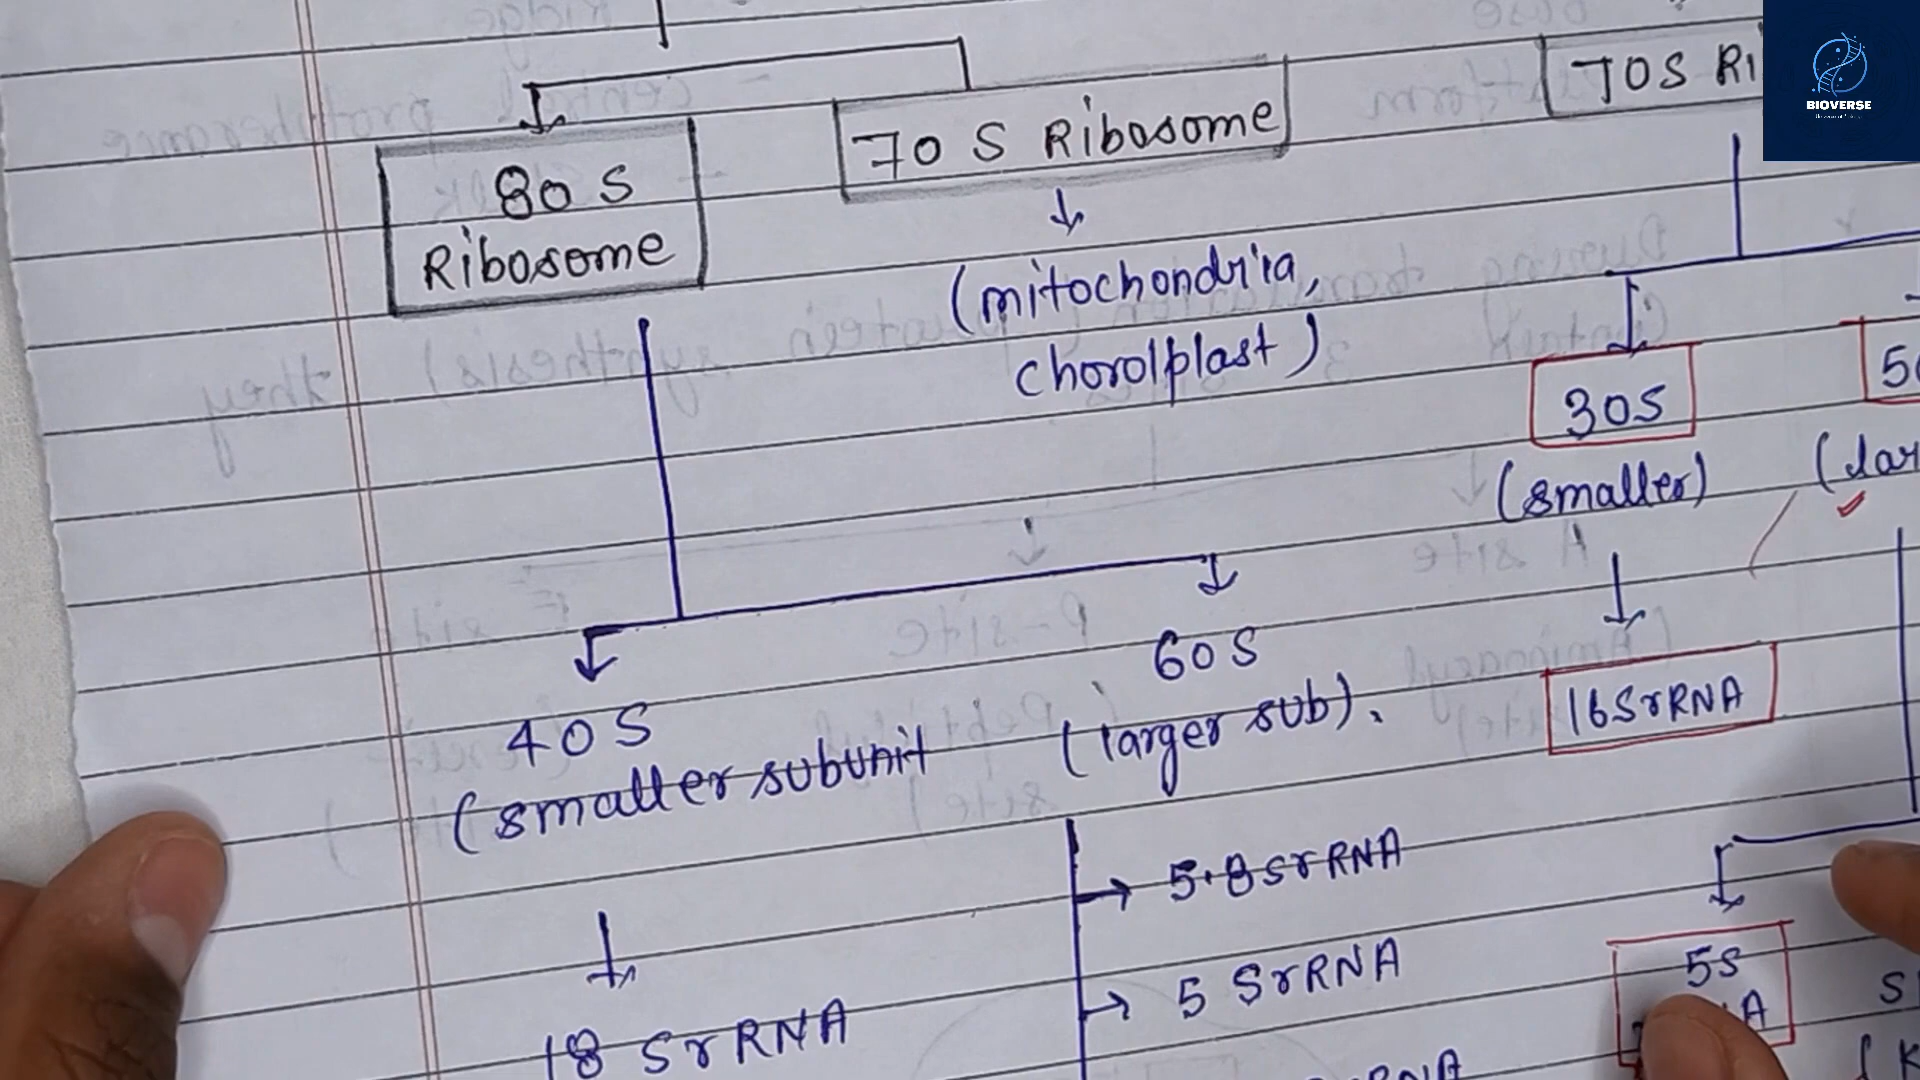 80 S
Ribosome
70 S Ribosome
(mitochondria,
chorolplast)
40 S
(smaller subunit
18 SrRNA
60 S
(larger sub).
5.8SrRNA
5 SrRNA
70S
30S
(smaller)
16SrRNA
5S
BIOVERSE